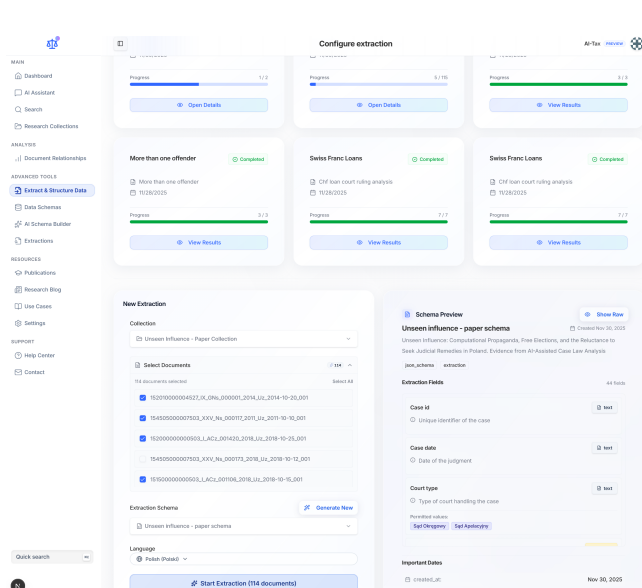 Configure extraction
AI-Tax
PREVIEW
MAIN
Dashboard
AI Assistant
Search
Research Collections
ANALYSIS
Document Relationships
ADVANCED TOOLS
Extract & Structure Data
Data Schemas
AI Schema Builder
Extractions
RESOURCES
Publications
Research Blog
Use Cases
Settings
SUPPORT
Help Center
Contact
Quick search
N
Progress
1 / 2
Open Details
Progress
5 / 115
Open Details
Progress
3 / 3
View Results
More than one offender
Completed
More than one offender
11/28/2025
Progress
3 / 3
View Results
Swiss Franc Loans
Completed
Chf loan court ruling analysis
11/28/2025
Progress
7 / 7
View Results
Swiss Franc Loans
Completed
Chf loan court ruling analysis
11/28/2025
Progress
7 / 7
View Results
New Extraction
Collection
Unseen Influence - Paper Collection
Select Documents
114
114 documents selected
Select All
152010000004527_IX_GNs_000001_2014_Uz_2014-10-20_001
154505000007503_XXV_Ns_000117_2011_Uz_2011-10-10_001
152000000000503_I_ACz_001420_2018_Uz_2018-10-25_001
154505000007503_XXV_Ns_000173_2018_Uz_2018-10-12_001
151500000000503_I_ACz_001106_2018_Uz_2018-10-15_001
Extraction Schema
Generate New
Unseen influence - paper schema
Language
Polish (Polski)
Start Extraction (114 documents)
Schema Preview
Show Raw
Unseen influence - paper schema
Created Nov 30, 2025
Unseen Influence: Computational Propaganda, Free Elections, and the Reluctance to
Seek Judicial Remedies in Poland. Evidence from AI-Assisted Case Law Analysis
json_schema
extraction
Extraction Fields
44 fields
Case id
text
Unique identifier of the case
Case date
text
Date of the judgment
Court type
text
Type of court handling the case
Permitted values:
Sąd Okręgowy
Sąd Apelacyjny
Important Dates
created_at:
Nov 30, 2025